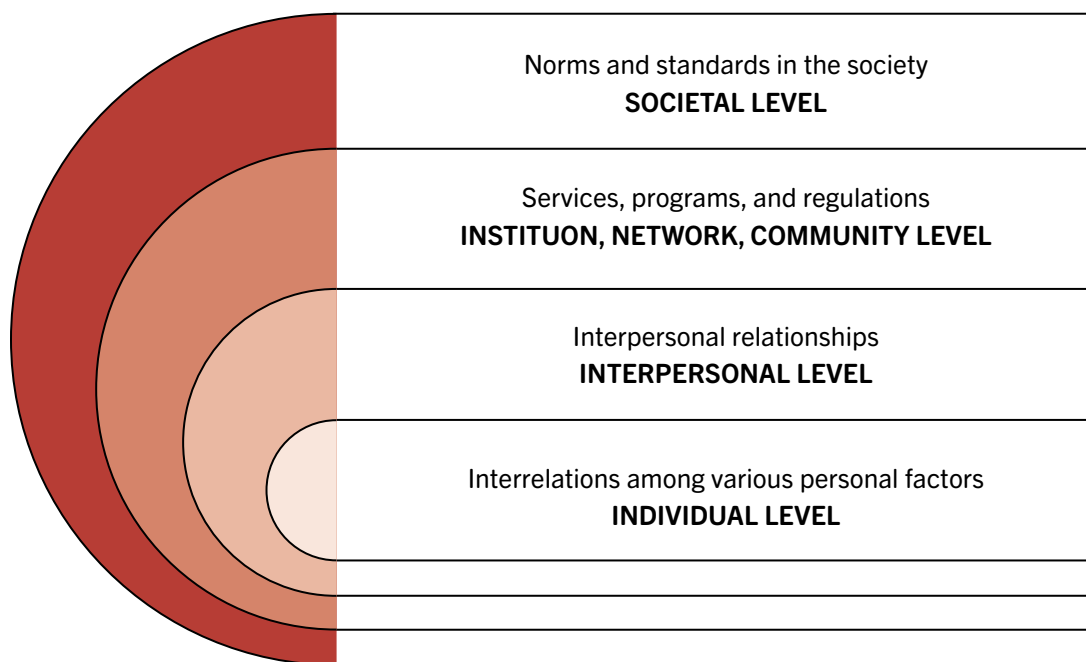 Norms and standards in the society
SOCIETAL LEVEL
Services, programs, and regulations
INSTITUON, NETWORK, COMMUNITY LEVEL
Interpersonal relationships
INTERPERSONAL LEVEL
Interrelations among various personal factors
INDIVIDUAL LEVEL